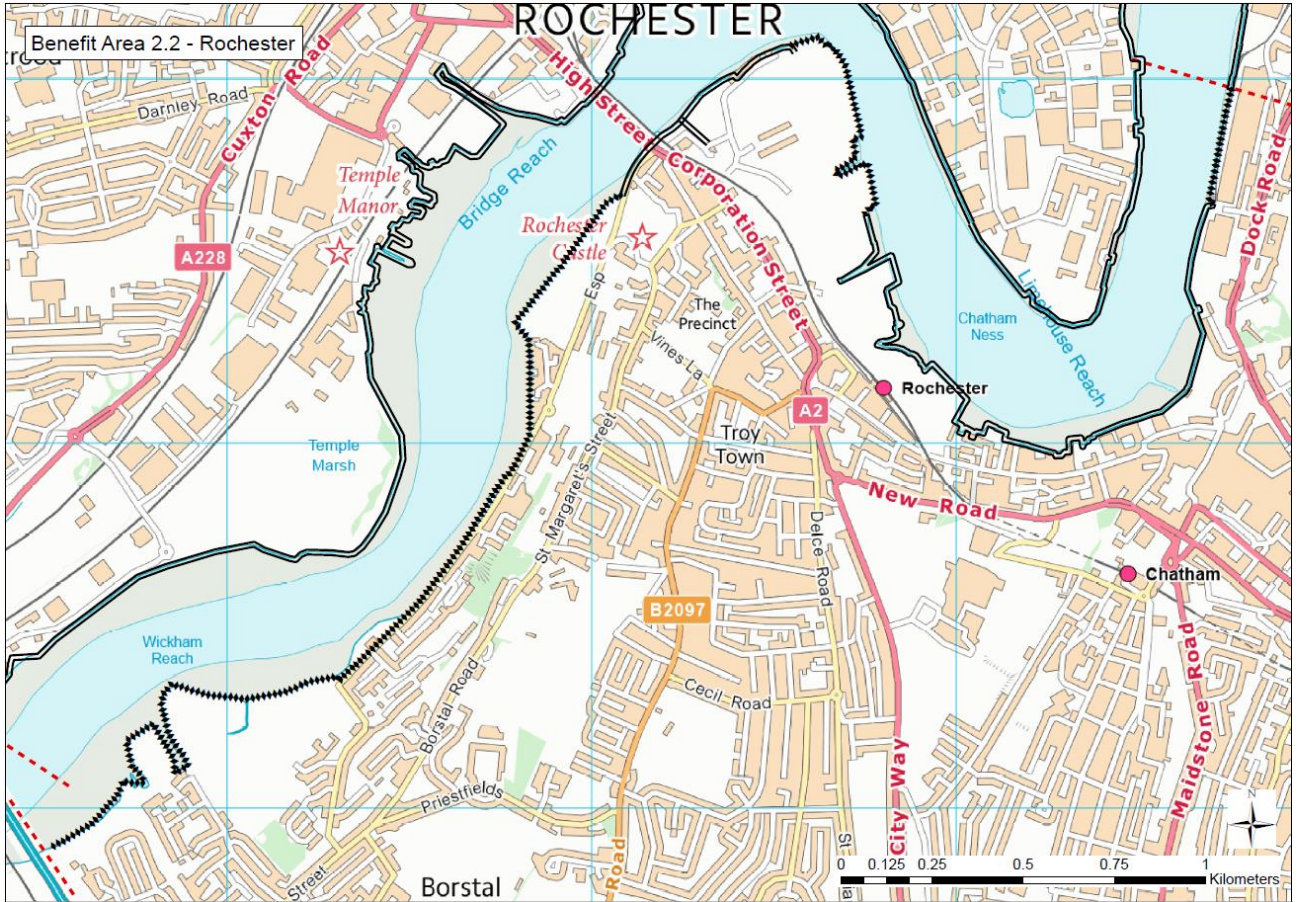 ROCHESTER
Benefit Area 2.2 - Rochester
Darnley Road
Cuxton Road
High Street
Corporation Street
Bridge Reach
Temple
Manor
Rochester
Castle
A228
Esp
The
Precinct
Vines La
Dock Road
Limehouse Reach
Chatham
Ness
Rochester
A2
Troy
Town
Temple
Marsh
St. Margaret's Street
New Road
Delce Road
Chatham
B2097
Wickham
Reach
Borstal Road
Cecil Road
Maidstone Road
City Way
Priestfields
Street
Road
Borstal
St
N
0 0.125 0.25 0.5 0.75 1
Kilometers